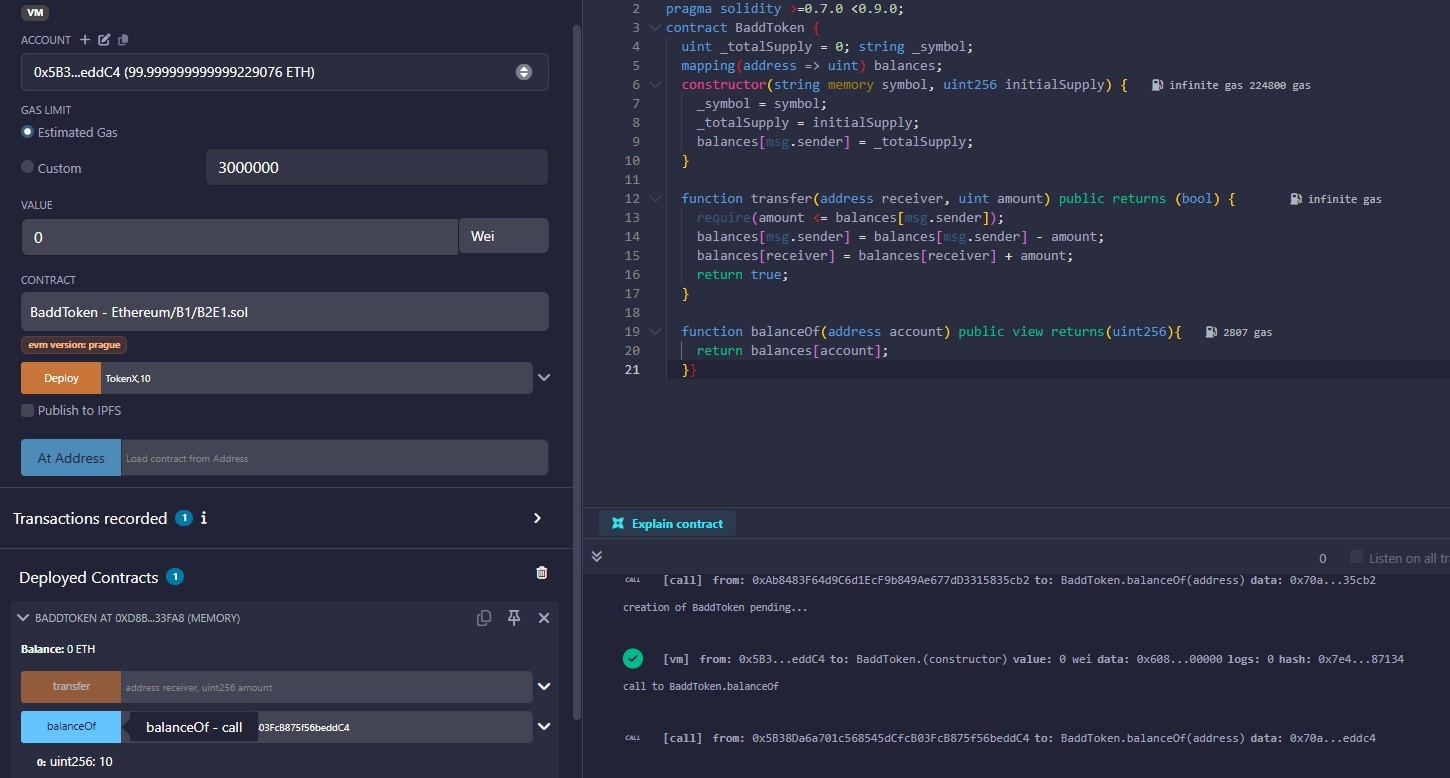 VM
ACCOUNT
0x5B3...eddC4 (99.999999999999229076 ETH)
GAS LIMIT
Estimated Gas
Custom
3000000
VALUE
0
Wei
CONTRACT
BaddToken - Ethereum/B1/B2E1.sol
evm version: prague
Deploy
TokenX,10
Publish to IPFS
At Address
Load contract from Address
Transactions recorded 1 i
Deployed Contracts 1
BADDTOKEN AT 0XD8B...33FA8 (MEMORY)
Balance: 0 ETH
transfer
address receiver, uint256 amount
balanceOf
balanceOf - call
03FcB875f56beddC4
0: uint256: 10
2 pragma solidity >=0.7.0 <0.9.0;
3 contract BaddToken {
4 uint _totalSupply = 0; string _symbol;
5 mapping(address => uint) balances;
6 constructor(string memory symbol, uint256 initialSupply) { infinite gas 224800 gas
7 _symbol = symbol;
8 _totalSupply = initialSupply;
9 balances[msg.sender] = _totalSupply;
10 }
11
12 function transfer(address receiver, uint amount) public returns (bool) { infinite gas
13 require(amount <= balances[msg.sender]);
14 balances[msg.sender] = balances[msg.sender] - amount;
15 balances[receiver] = balances[receiver] + amount;
16 return true;
17 }
18
19 function balanceOf(address account) public view returns(uint256){ 2807 gas
20 return balances[account];
21 }}
Explain contract
0
Listen on all tr
CALL [call] from: 0xAb8483F64d9C6d1EcF9b849Ae677dD3315835cb2 to: BaddToken.balanceOf(address) data: 0x70a...35cb2
creation of BaddToken pending...
[vm] from: 0x5B3...eddC4 to: BaddToken.(constructor) value: 0 wei data: 0x608...00000 logs: 0 hash: 0x7e4...87134
call to BaddToken.balanceOf
CALL [call] from: 0x5B38Da6a701c568545dCfcB03FcB875f56beddC4 to: BaddToken.balanceOf(address) data: 0x70a...eddc4